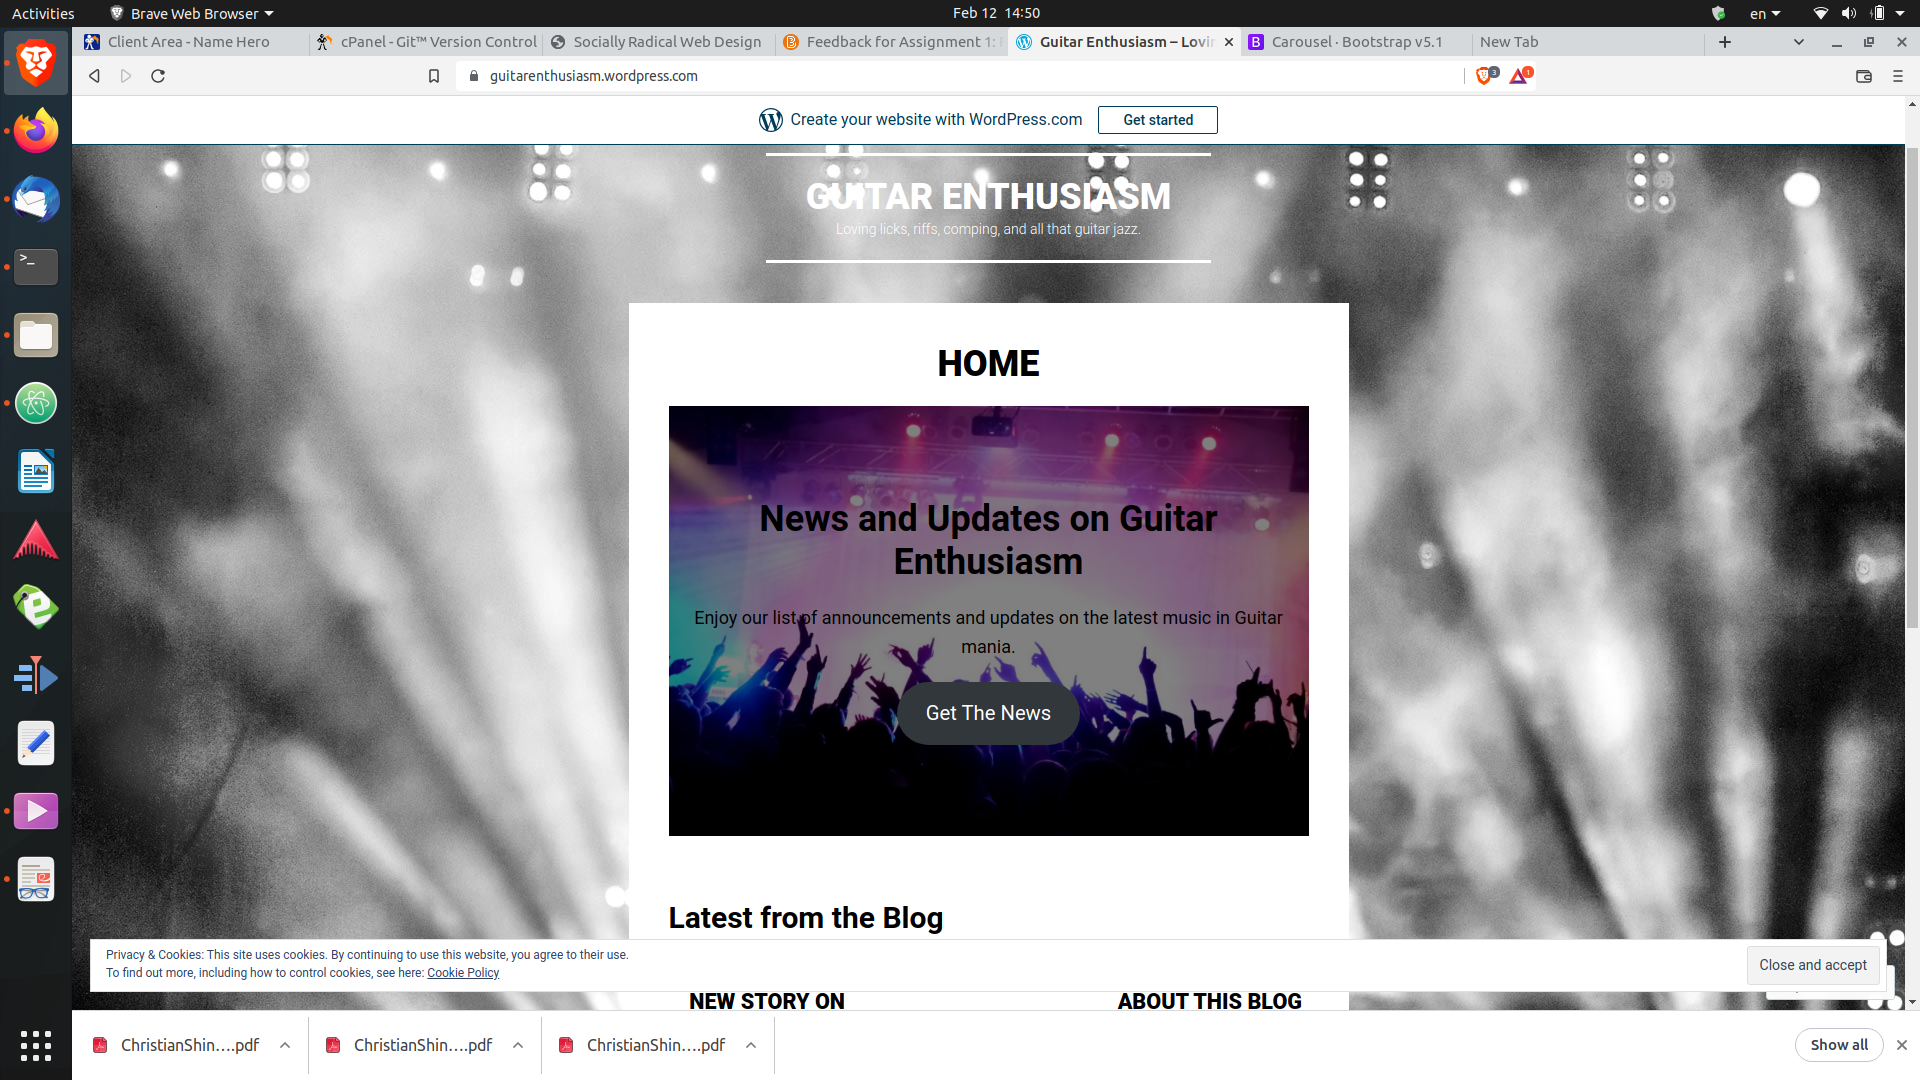 Activities
Brave Web Browser
Feb 12 14:50
en
Client Area - Name Hero
cPanel - Git™ Version Control
Socially Radical Web Design
Feedback for Assignment 1:
Guitar Enthusiasm – Lovin
Carousel · Bootstrap v5.1
New Tab
guitarenthusiasm.wordpress.com
3
1
Create your website with WordPress.com
Get started
GUITAR ENTHUSIASM
Loving licks, riffs, comping, and all that guitar jazz.
HOME
News and Updates on Guitar
Enthusiasm
Enjoy our list of announcements and updates on the latest music in Guitar
mania.
Get The News
Latest from the Blog
Privacy & Cookies: This site uses cookies. By continuing to use this website, you agree to their use.
To find out more, including how to control cookies, see here: Cookie Policy
Close and accept
NEW STORY ON
ABOUT THIS BLOG
ChristianShin....pdf
ChristianShin....pdf
ChristianShin....pdf
Show all